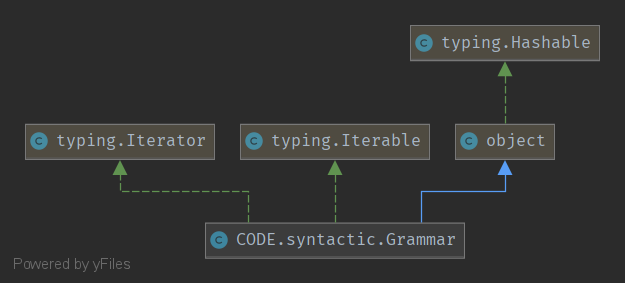 typing.Hashable
typing.Iterator
typing.Iterable
object
CODE.syntactic.Grammar
Powered by yFiles